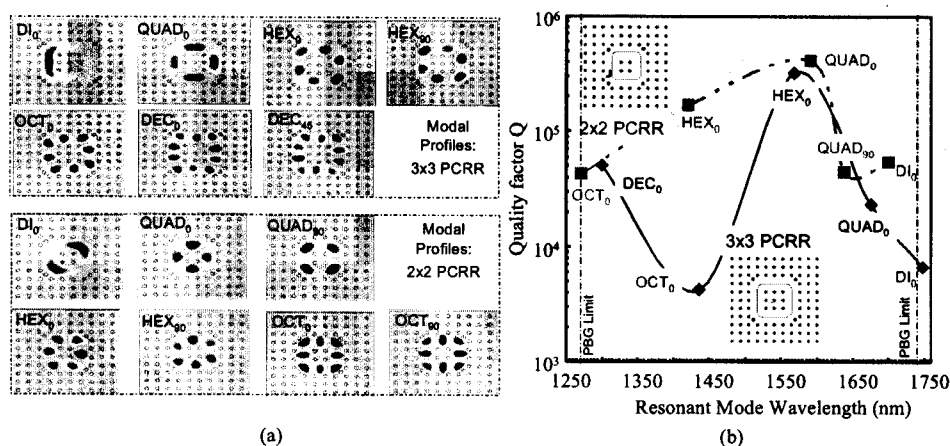 DI0
QUAD0
HEX0
HEX90
OCT0
DEC0
Modal
Profiles:
3x3 PCRR
DI0
QUAD0
QUAD90
Modal
Profiles:
2x2 PCRR
HEX0
HEX90
OCT0
OCT90
(a)
Quality factor Q
10^6
10^5
10^4
10^3
2x2 PCRR
3x3 PCRR
QUAD0
HEX0
HEX0
QUAD90
DI0
OCT0
DEC0
QUAD0
OCT0
DI0
PBG Limit
PBG Limit
1250 1350 1450 1550 1650 1750
Resonant Mode Wavelength (nm)
(b)